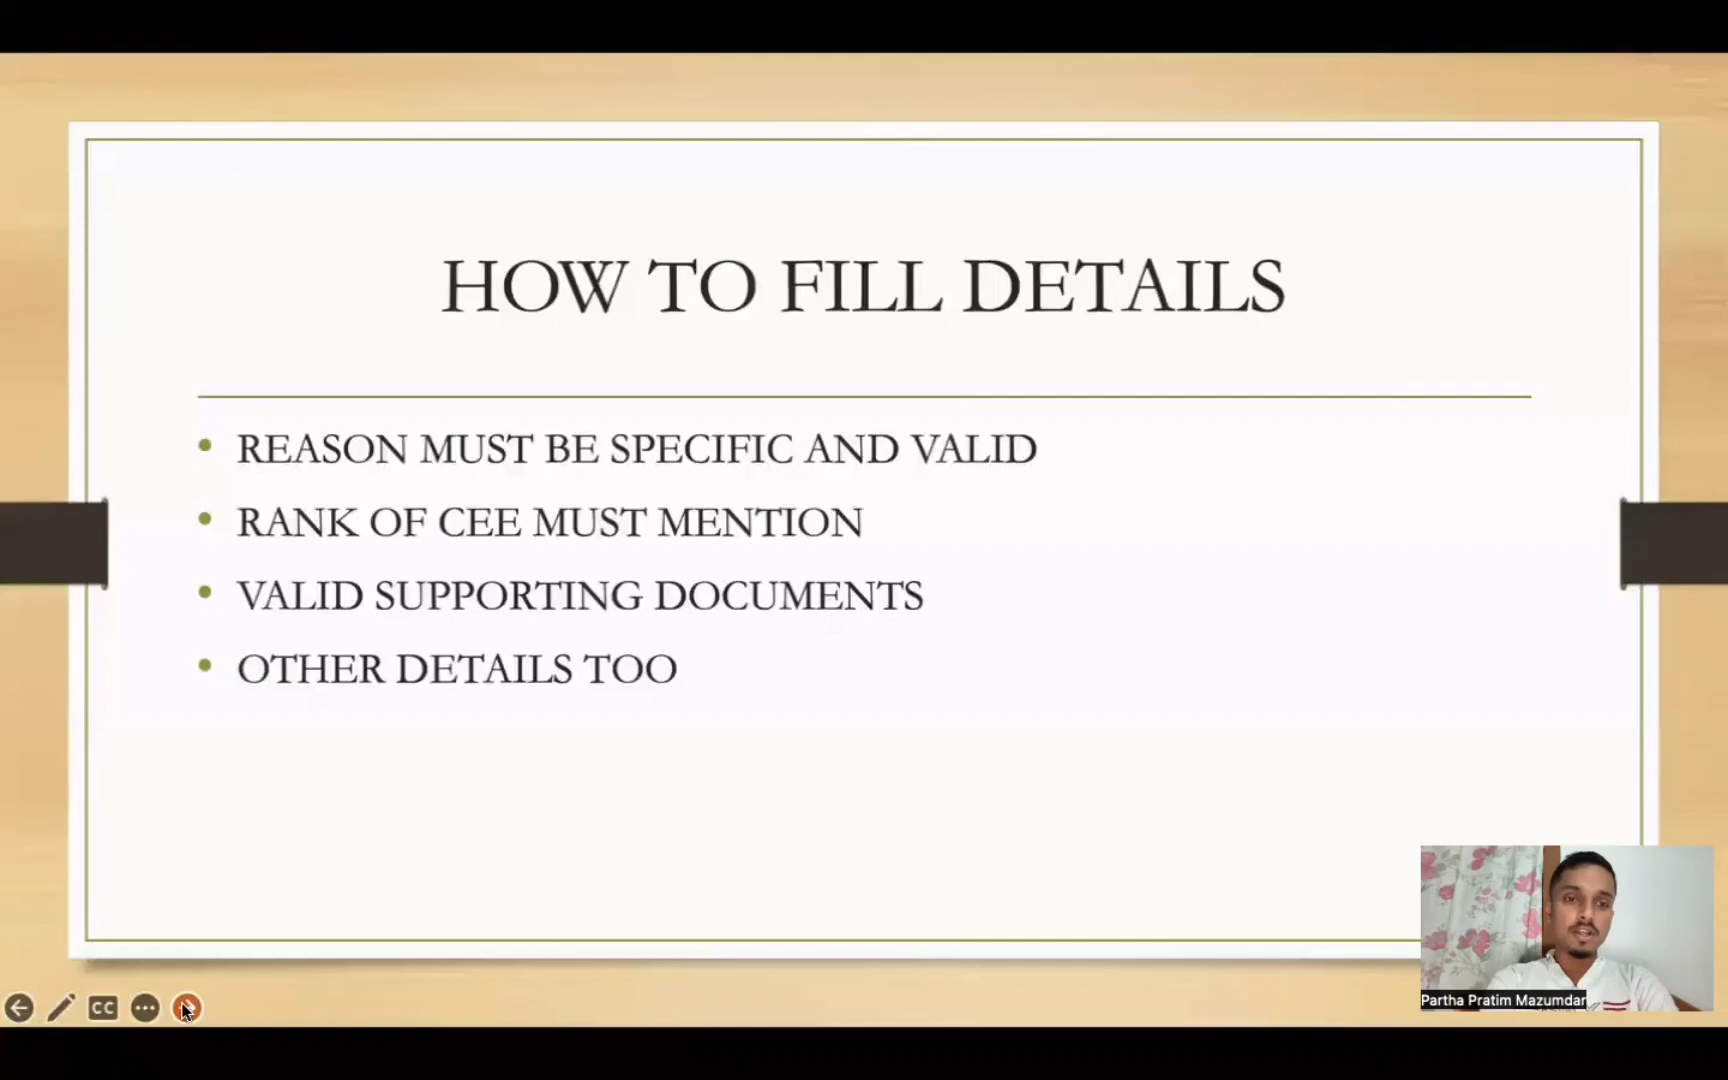 HOW TO FILL DETAILS
• REASON MUST BE SPECIFIC AND VALID
• RANK OF CEE MUST MENTION
• VALID SUPPORTING DOCUMENTS
• OTHER DETAILS TOO
Partha Pratim Mazumdar
CC